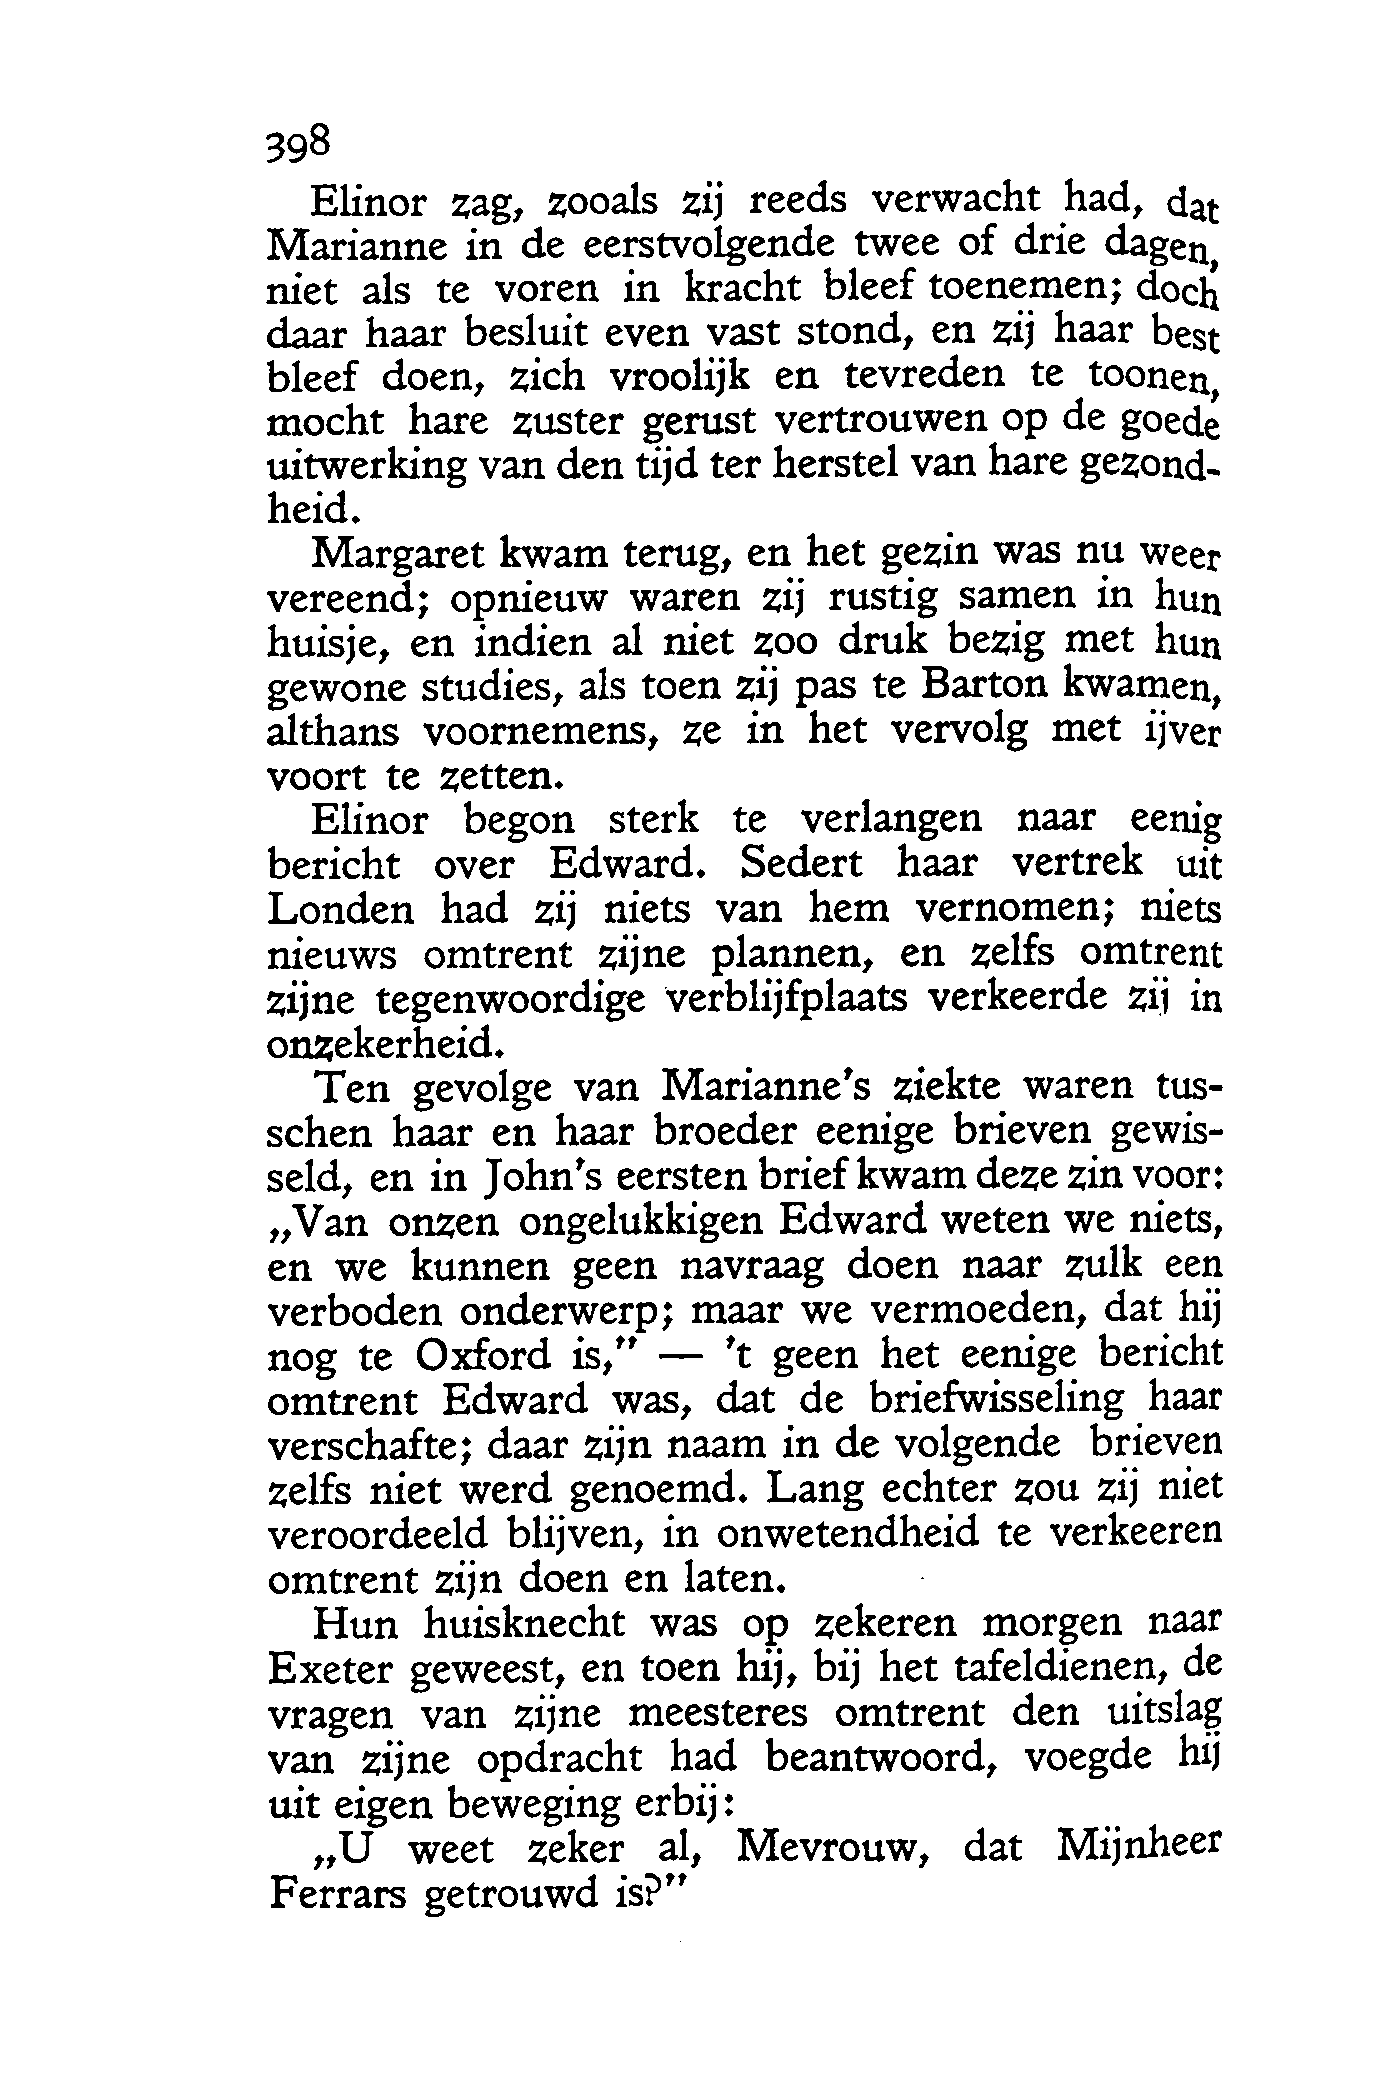 398
Elinor zag, zooals zij reeds verwacht had, dat
Marianne in de eerstvolgende twee of drie dagen,
niet als te voren in kracht bleef toenemen; doch
daar haar besluit even vast stond, en zij haar best
bleef doen, zich vroolijk en tevreden te toonen,
mocht hare zuster gerust vertrouwen op de goede
uitwerking van den tijd ter herstel van hare gezond-
heid.
Margaret kwam terug, en het gezin was nu weer
vereend; opnieuw waren zij rustig samen in hun
huisje, en indien al niet zoo druk bezig met hun
gewone studies, als toen zij pas te Barton kwamen,
althans voornemens, ze in het vervolg met ijver
voort te zetten.
Elinor begon sterk te verlangen naar eenig
bericht over Edward. Sedert haar vertrek uit
Londen had zij niets van hem vernomen; niets
nieuws omtrent zijne plannen, en zelfs omtrent
zijne tegenwoordige verblijfplaats verkeerde zij in
onzekerheid.
Ten gevolge van Marianne's ziekte waren tus-
schen haar en haar broeder eenige brieven gewis-
seld, en in John's eersten brief kwam deze zin voor:
„Van onzen ongelukkigen Edward weten we niets,
en we kunnen geen navraag doen naar zulk een
verboden onderwerp; maar we vermoeden, dat hij
nog te Oxford is,” — 't geen het eenige bericht
omtrent Edward was, dat de briefwisseling haar
verschafte; daar zijn naam in de volgende brieven
zelfs niet werd genoemd. Lang echter zou zij niet
veroordeeld blijven, in onwetendheid te verkeeren
omtrent zijn doen en laten.
Hun huisknecht was op zekeren morgen naar
Exeter geweest, en toen hij, bij het tafeldienen, de
vragen van zijne meesteres omtrent den uitslag
van zijne opdracht had beantwoord, voegde hij
uit eigen beweging erbij:
„U weet zeker al, Mevrouw, dat Mijnheer
Ferrars getrouwd is?”